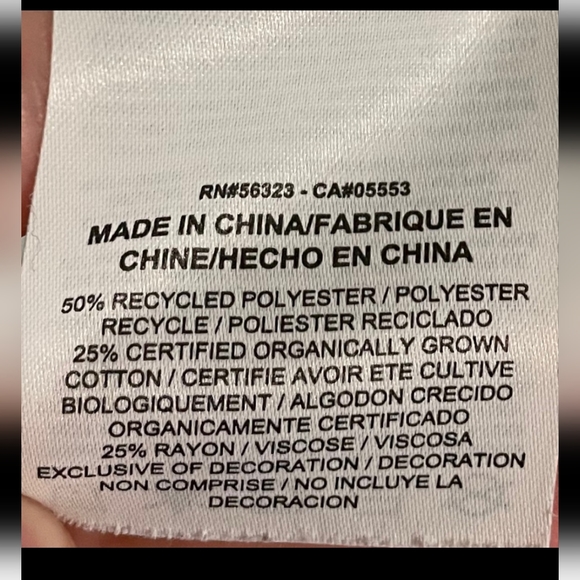 RN#56323 - CA#05553
MADE IN CHINA/FABRIQUE EN
CHINE/HECHO EN CHINA
50% RECYCLED POLYESTER / POLYESTER
RECYCLE / POLIESTER RECICLADO
25% CERTIFIED ORGANICALLY GROWN
COTTON / CERTIFIE AVOIR ETE CULTIVE
BIOLOGIQUEMENT / ALGODON CRECIDO
ORGANICAMENTE CERTIFICADO
25% RAYON / VISCOSE / VISCOSA
EXCLUSIVE OF DECORATION / DECORATION
NON COMPRISE / NO INCLUYE LA
DECORACION